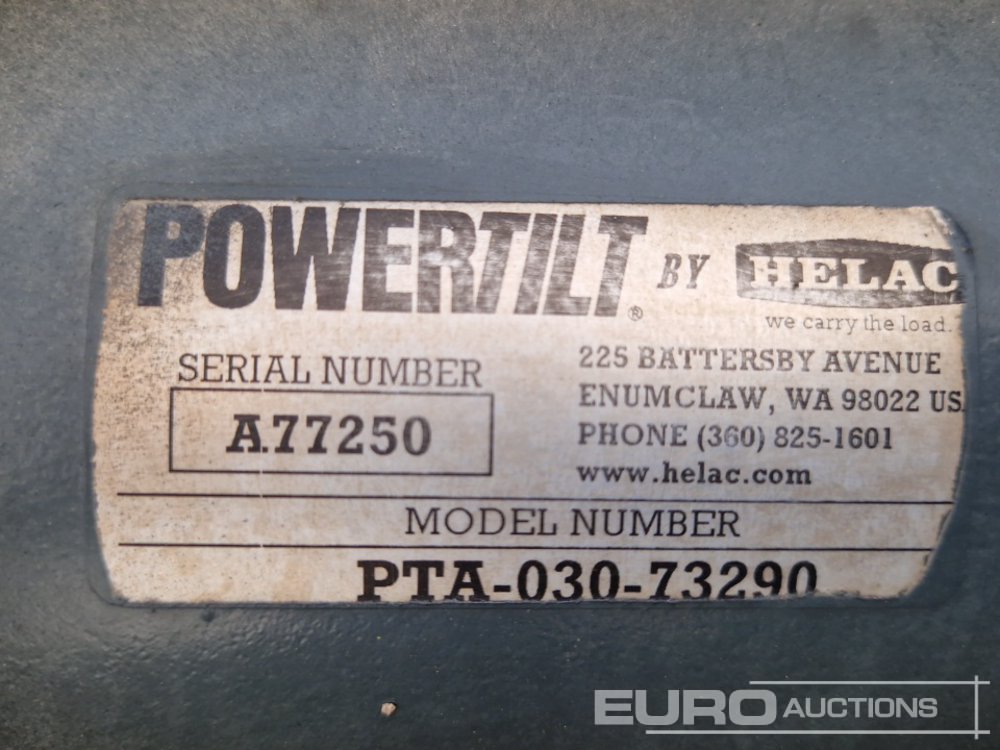 POWERTILT® BY HELAC
we carry the load.
SERIAL NUMBER
A77250
225 BATTERSBY AVENUE
ENUMCLAW, WA 98022 US
PHONE (360) 825-1601
www.helac.com
MODEL NUMBER
PTA-030-73290
EURO AUCTIONS